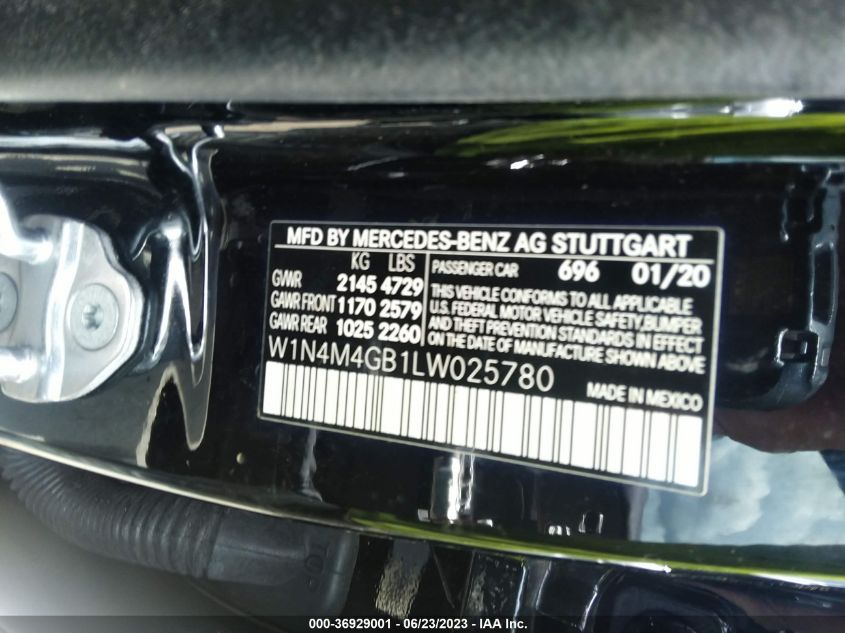 MFD BY MERCEDES-BENZ AG STUTTGART
KG LBS
GVWR 2145 4729
GAWR FRONT 1170 2579
GAWR REAR 1025 2260
PASSENGER CAR 696 01/20
THIS VEHICLE CONFORMS TO ALL APPLICABLE
U.S. FEDERAL MOTOR VEHICLE SAFETY, BUMPER,
AND THEFT PREVENTION STANDARDS IN EFFECT
ON THE DATE OF MANUFACTURE SHOWN ABOVE.
W1N4M4GB1LW025780
MADE IN MEXICO
000-36929001 - 06/23/2023 - IAA Inc.